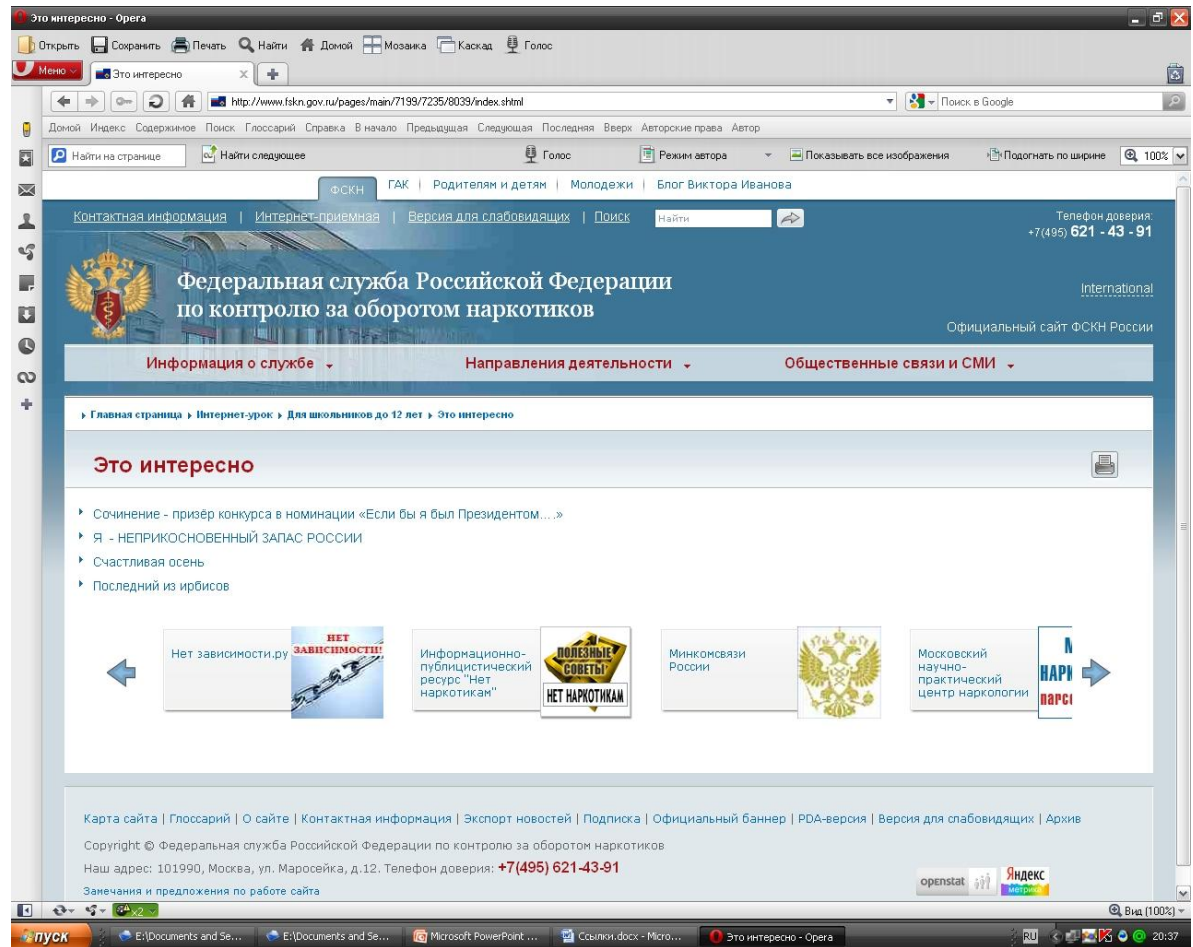 Это интересно - Opera
Открыть Сохранить Печать Найти Домой Мозаика Каскад Голос
Меню Это интересно
http://www.fskn.gov.ru/pages/main/7199/7235/8039/index.shtml Поиск в Google
Домой Индекс Содержимое Поиск Глоссарий Справка В начало Предыдущая Следующая Последняя Вверх Авторские права Автор
Найти на странице Найти следующее Голос Режим автора Показывать все изображения Подогнать по ширине 100%
ФСКН ГАК | Родителям и детям | Молодежи | Блог Виктора Иванова
Контактная информация | Интернет-приемная | Версия для слабовидящих | Поиск Найти
Телефон доверия:
+7(495) 621 - 43 - 91
Федеральная служба Российской Федерации
по контролю за оборотом наркотиков
International
Официальный сайт ФСКН России
Информация о службе Направления деятельности Общественные связи и СМИ
Главная страница Интернет-урок Для школьников до 12 лет Это интересно
Это интересно
Сочинение - призёр конкурса в номинации «Если бы я был Президентом....»
Я - НЕПРИКОСНОВЕННЫЙ ЗАПАС РОССИИ
Счастливая осень
Последний из ирбисов
Нет зависимости.ру
НЕТ
ЗАВИСИМОСТИ!
Информационно-
публицистический
ресурс "Нет
наркотикам"
ПОЛЕЗНЫЕ
СОВЕТЫ
НЕТ НАРКОТИКАМ
Минкомсвязи
России
Московский
научно-
практический
центр наркологии
Карта сайта | Глоссарий | О сайте | Контактная информация | Экспорт новостей | Подписка | Официальный баннер | PDA-версия | Версия для слабовидящих | Архив
Copyright © Федеральная служба Российской Федерации по контролю за оборотом наркотиков
Наш адрес: 101990, Москва, ул. Маросейка, д.12. Телефон доверия: +7(495) 621-43-91
Замечания и предложения по работе сайта
openstat
Яндекс
метрика
x2 Вид (100%)
пуск E:\Documents and Se... E:\Documents and Se... Microsoft PowerPoint ... Ссылки.docx - Micro... Это интересно - Opera RU 20:37